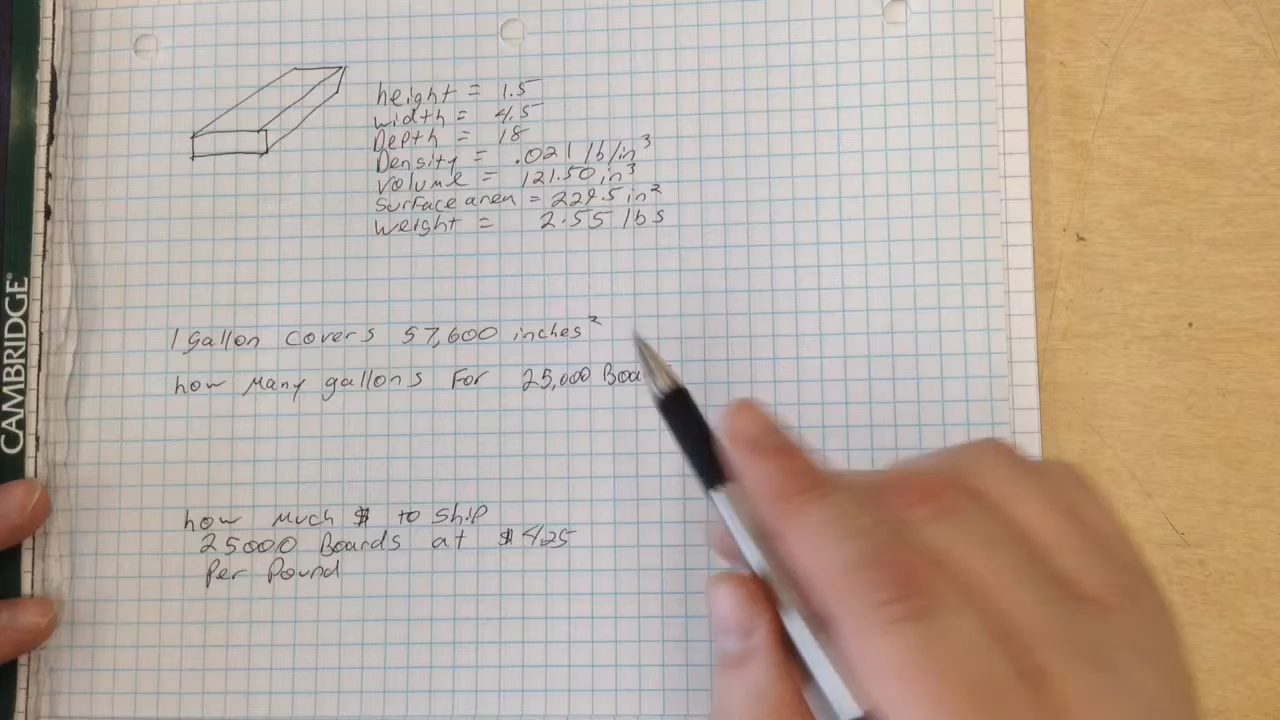 CAMBRIDGE®
height = 1.5
width = 4.5
Depth = 18
Density = .021 lb/in³
volume = 121.50 in³
surface area = 229.5 in²
weight = 2.55 lbs
1 gallon covers 57,600 inches²
how many gallons for 25,000 Boa
how much $ to ship
25000 Boards at $425
Per Pound